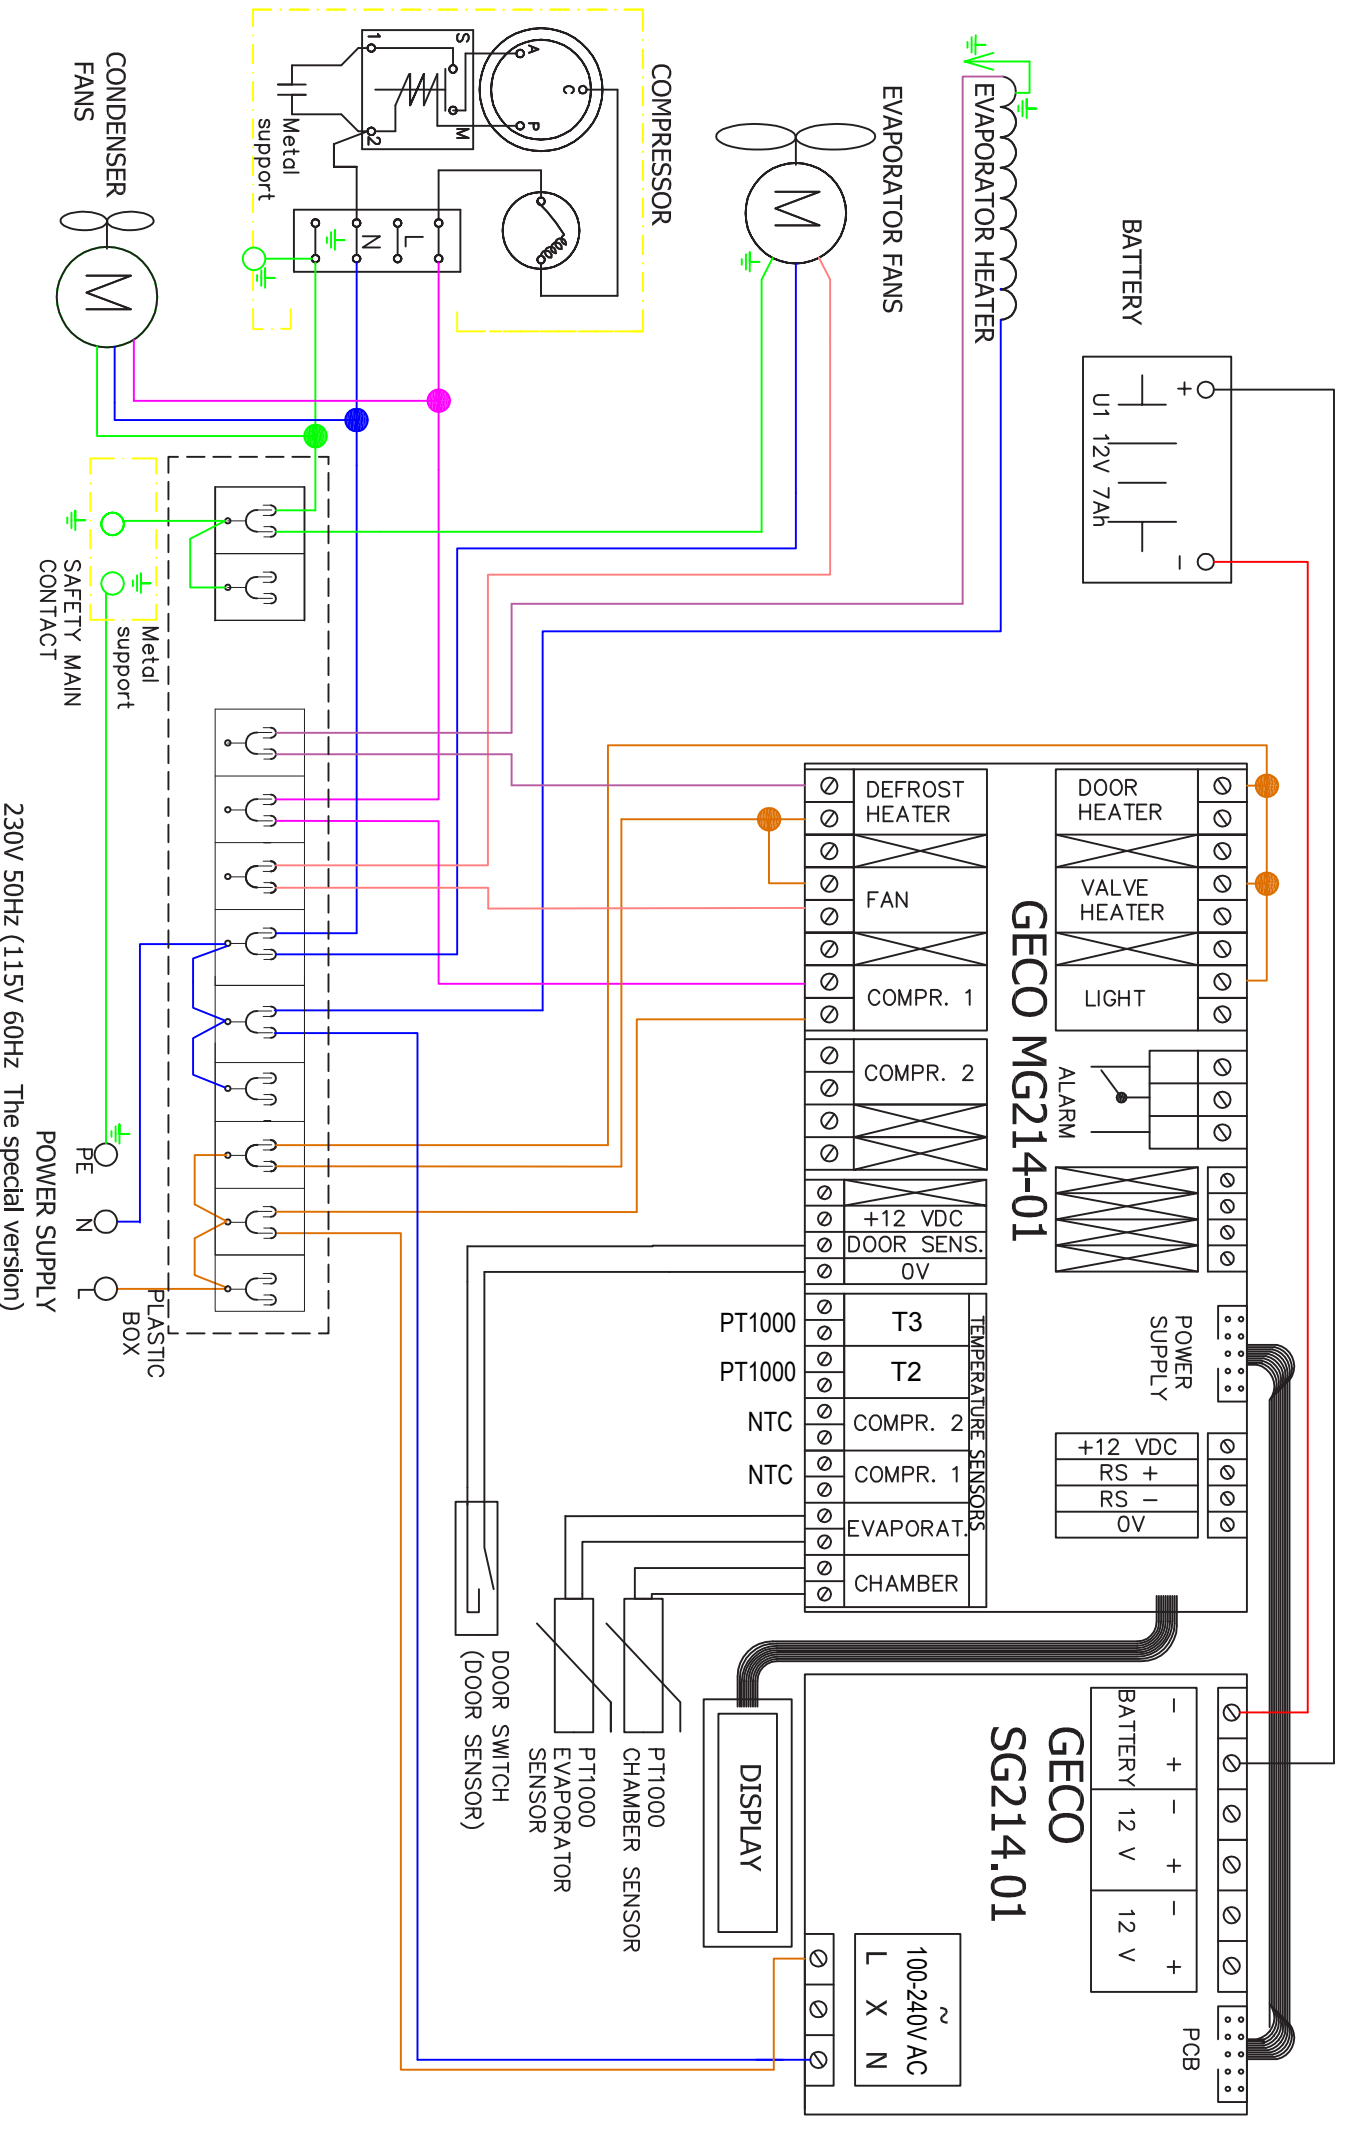 CONDENSER
FANS
COMPRESSOR
S
1
A
C
P
M
2
Metal
support
L
N
M
EVAPORATOR FANS
M
EVAPORATOR HEATER
BATTERY
+
−
U1 12V 7Ah
SAFETY MAIN
CONTACT
Metal
support
PE
N
L
POWER SUPPLY
230V 50Hz (115V 60Hz The special version)
PLASTIC
BOX
GECO MG214-01
DEFROST
HEATER
FAN
COMPR. 1
COMPR. 2
+12 VDC
DOOR SENS.
0V
TEMPERATURE SENSORS
PT1000
T3
PT1000
T2
NTC
COMPR. 2
NTC
COMPR. 1
EVAPORAT.
CHAMBER
DOOR
HEATER
VALVE
HEATER
LIGHT
ALARM
POWER
SUPPLY
+12 VDC
RS +
RS −
0V
DOOR SWITCH
(DOOR SENSOR)
PT1000
EVAPORATOR
SENSOR
PT1000
CHAMBER SENSOR
DISPLAY
GECO
SG214.01
− + − + − +
BATTERY 12 V 12 V
~
100-240V AC
L X N
PCB